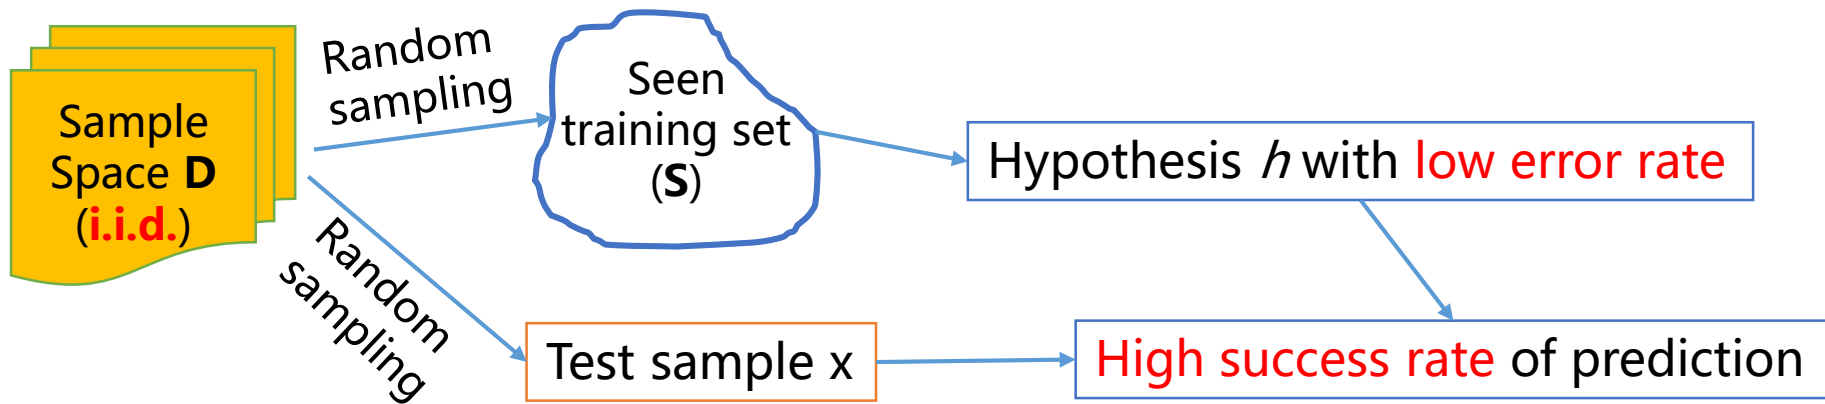 Sample
Space D
(i.i.d.)
Random
sampling
Seen
training set
(S)
Hypothesis h with low error rate
Random
sampling
Test sample x
High success rate of prediction